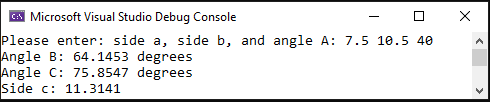 Microsoft Visual Studio Debug Console
Please enter: side a, side b, and angle A: 7.5 10.5 40
Angle B: 64.1453 degrees
Angle C: 75.8547 degrees
Side c: 11.3141